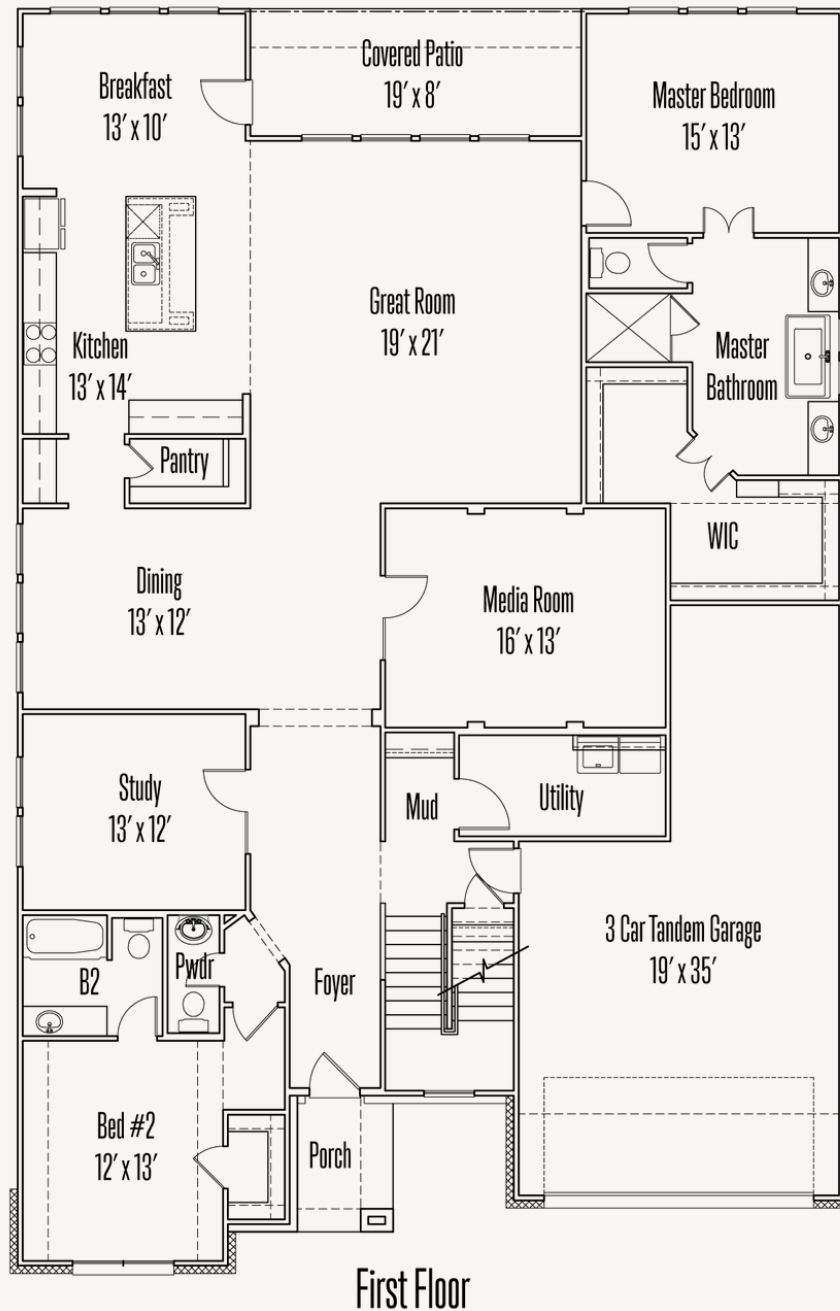 Covered Patio
19' x 8'
Breakfast
13' x 10'
Master Bedroom
15' x 13'
Great Room
19' x 21'
Kitchen
13' x 14'
Master
Bathroom
Pantry
WIC
Dining
13' x 12'
Media Room
16' x 13'
Study
13' x 12'
Mud
Utility
3 Car Tandem Garage
19' x 35'
B2
Pwdr
Foyer
Bed #2
12' x 13'
Porch
First Floor